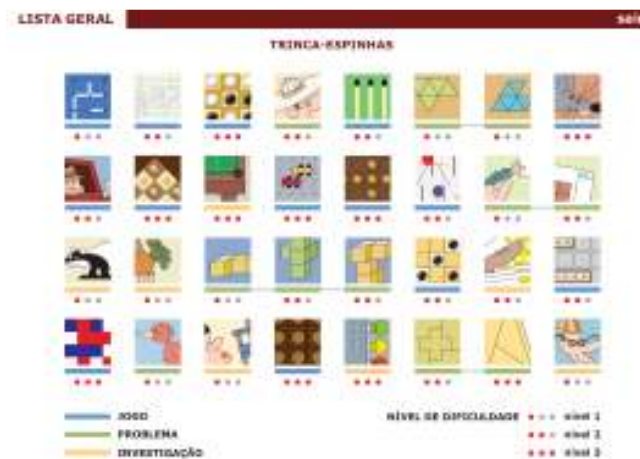 LISTA GERAL
TRINCA-ESPINHAS
JOGO
PROBLEMA
INVESTIGAÇÃO
NÍVEL DE DIFICULDADE
nível 1
nível 2
nível 3